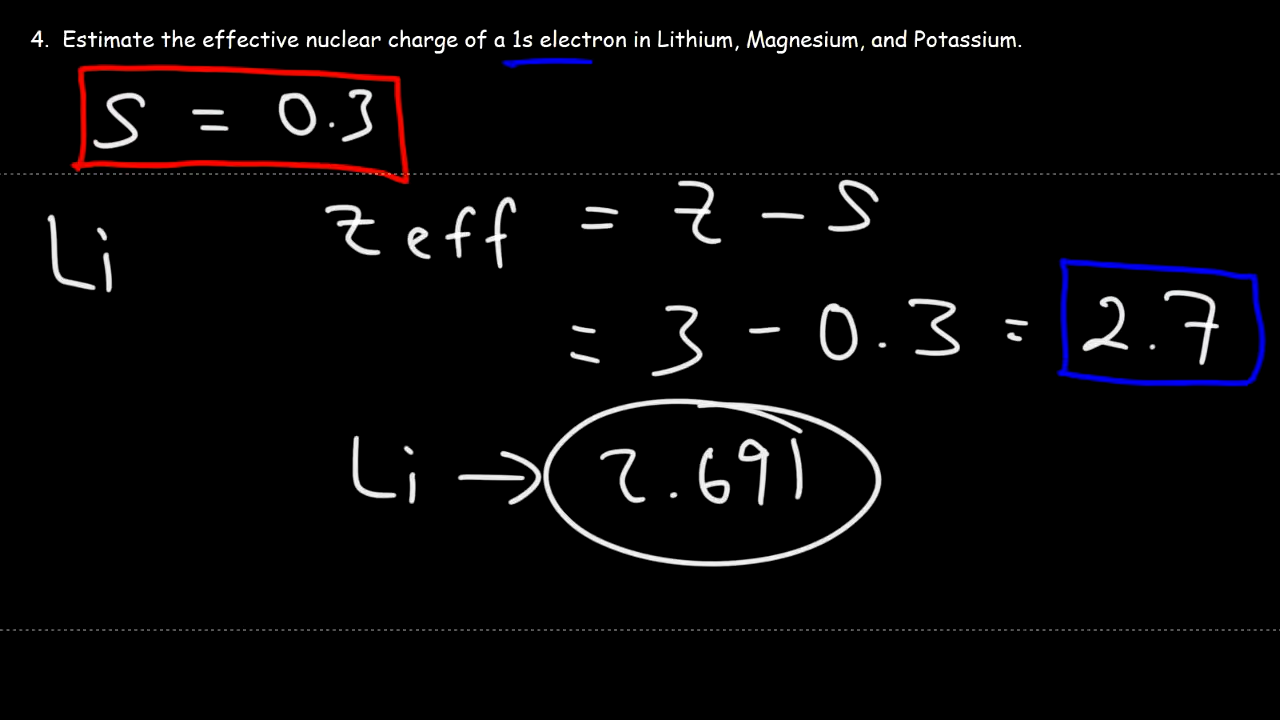 4. Estimate the effective nuclear charge of a 1s electron in Lithium, Magnesium, and Potassium.
S = 0.3
Li Zeff = Z - S
= 3 - 0.3 = 2.7
Li → 2.691